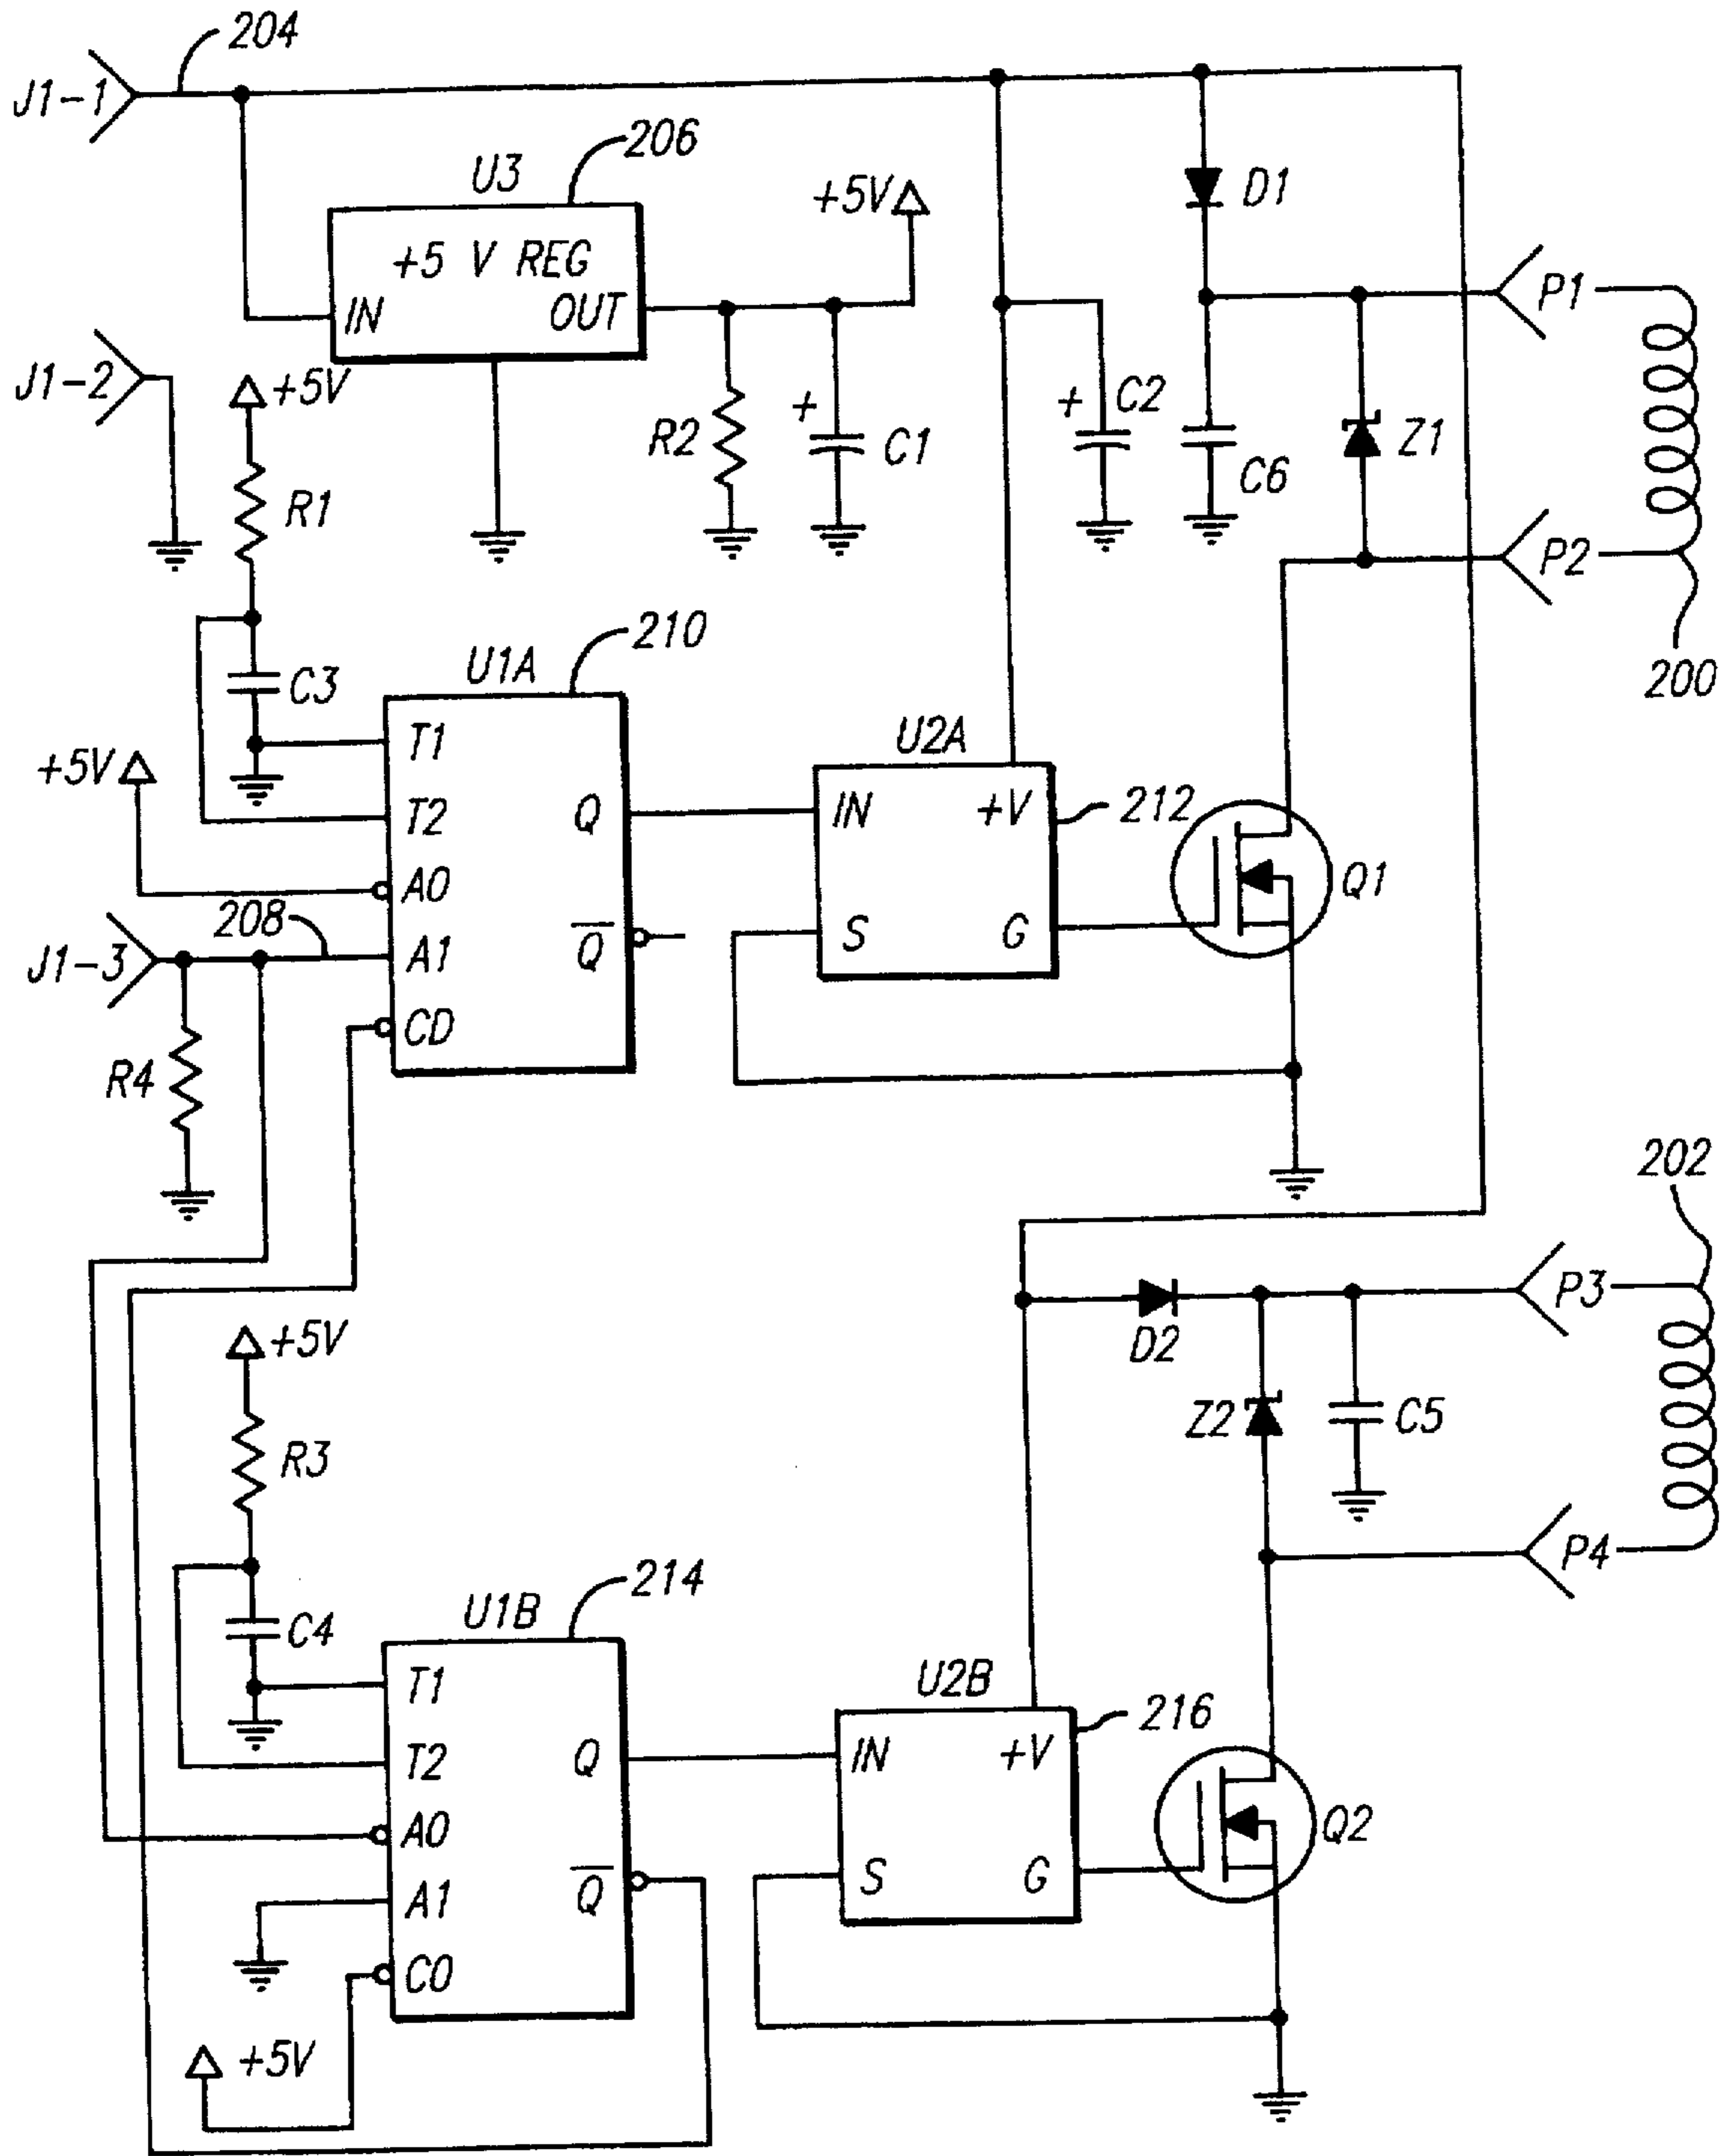 204
J1-1
206
U3
+5V
D1
+5 V REG
IN
OUT
P1
J1-2
+5V
R2
+
C1
+
C2
C6
Z1
R1
P2
210
U1A
C3
200
T1
U2A
+5V
T2
Q
IN
+V
212
A0
Q1
208
J1-3
A1
Q
S
G
CD
R4
202
P3
+5V
D2
Z2
C5
R3
P4
214
U1B
C4
T1
U2B
216
T2
Q
IN
+V
A0
Q2
A1
Q
S
G
C0
+5V